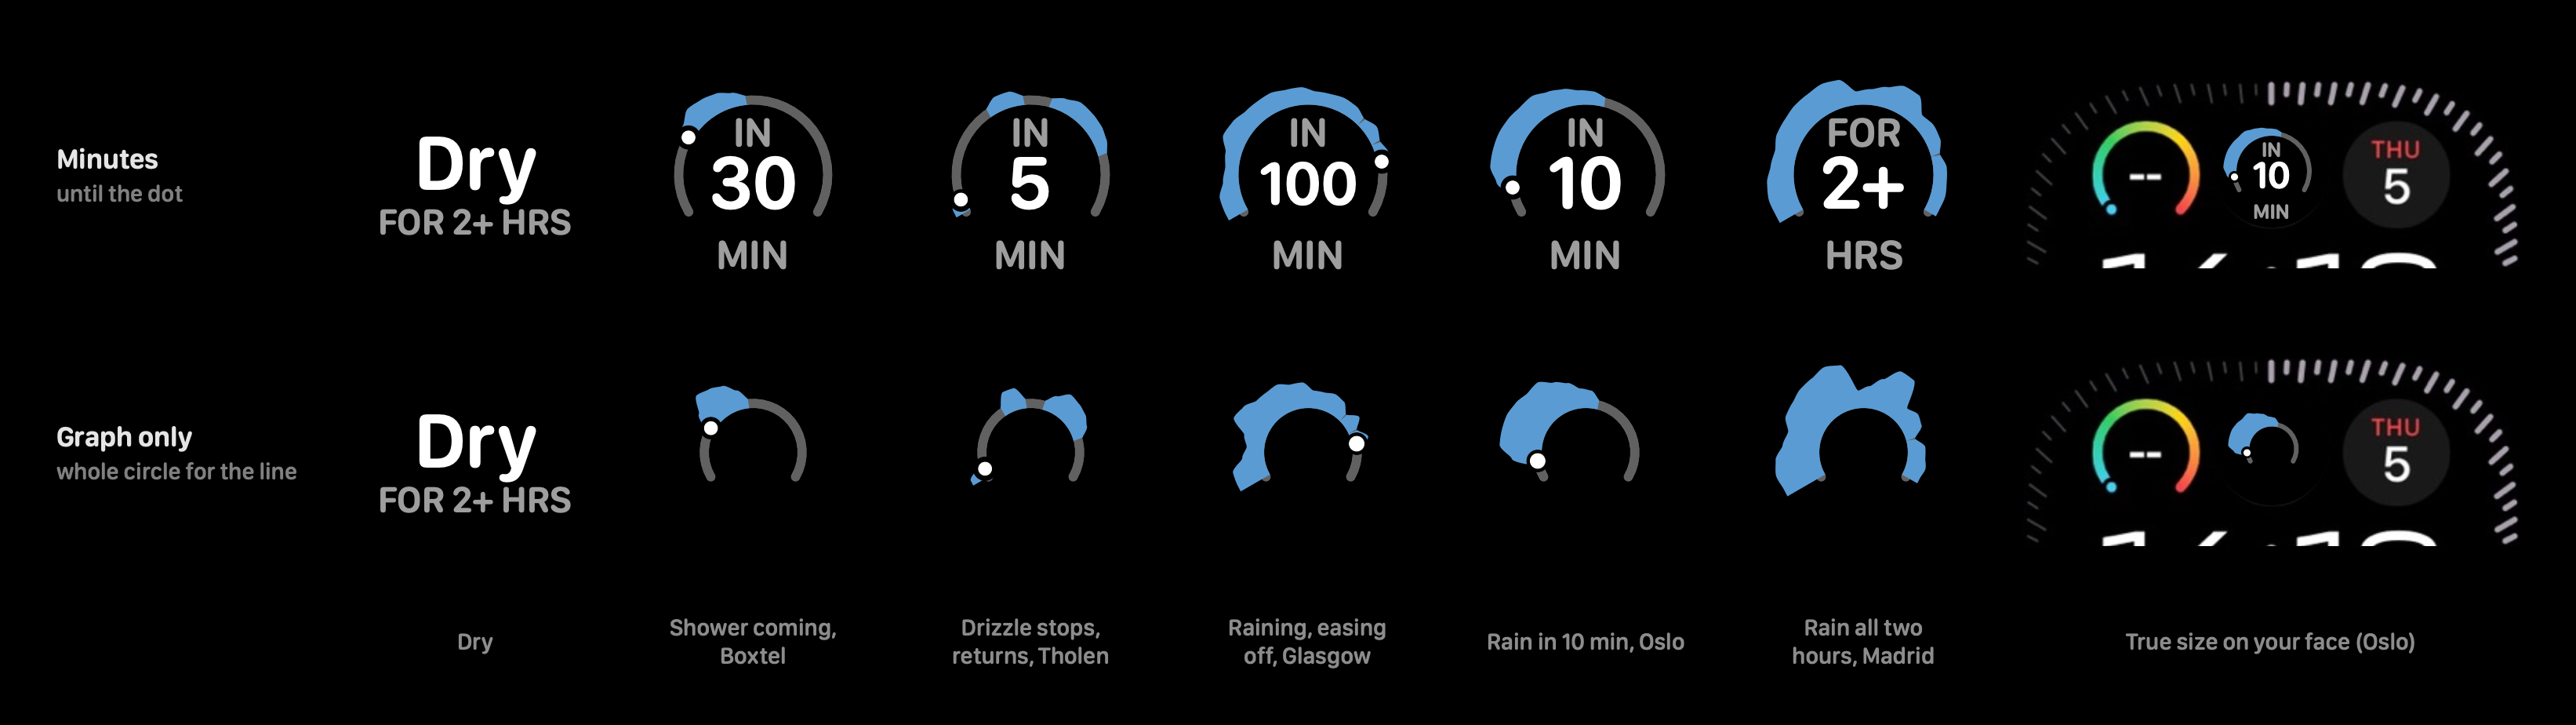 Minutes
until the dot
Dry
FOR 2+ HRS
IN
30
MIN
IN
5
MIN
IN
100
MIN
IN
10
MIN
FOR
2+
HRS
--
IN
10
MIN
THU
5
Graph only
whole circle for the line
Dry
FOR 2+ HRS
--
THU
5
Dry
Shower coming,
Boxtel
Drizzle stops,
returns, Tholen
Raining, easing
off, Glasgow
Rain in 10 min, Oslo
Rain all two
hours, Madrid
True size on your face (Oslo)